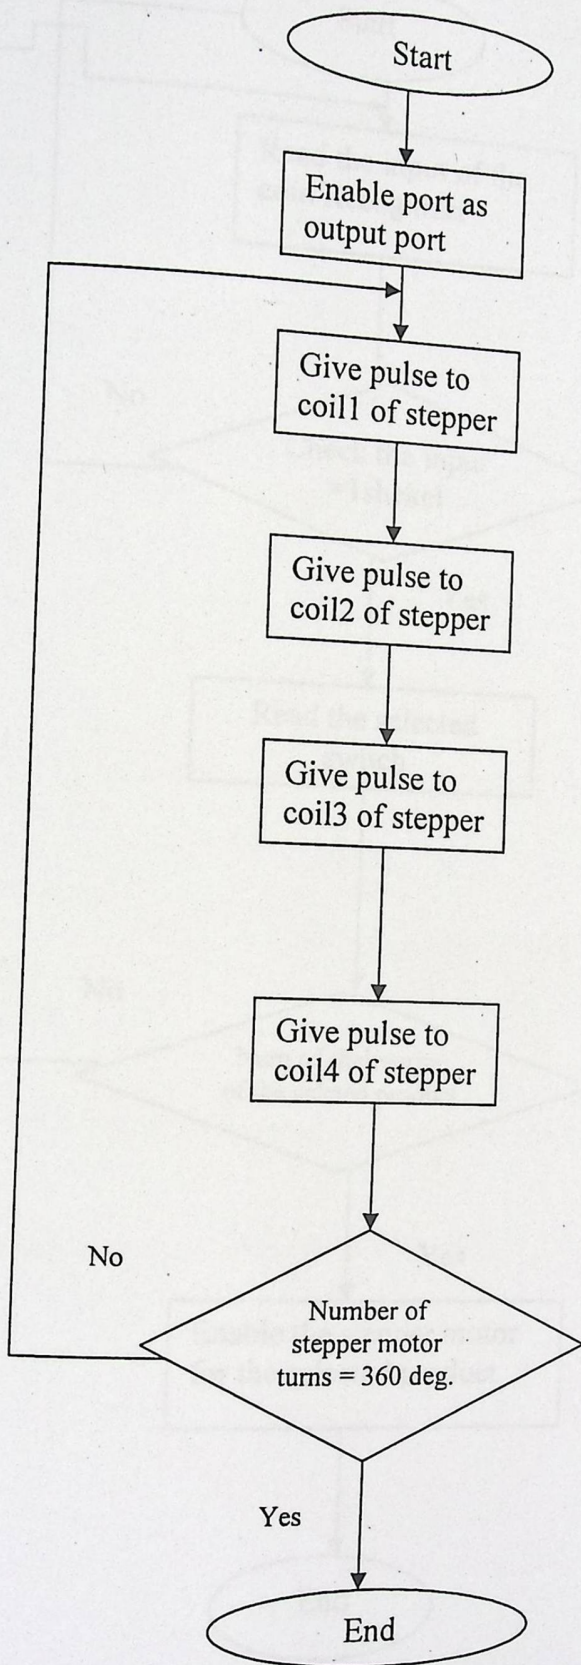 Start
Enable port as
output port
Give pulse to
coil1 of stepper
Give pulse to
coil2 of stepper
Give pulse to
coil3 of stepper
Give pulse to
coil4 of stepper
No
Number of
stepper motor
turns = 360 deg.
Yes
End